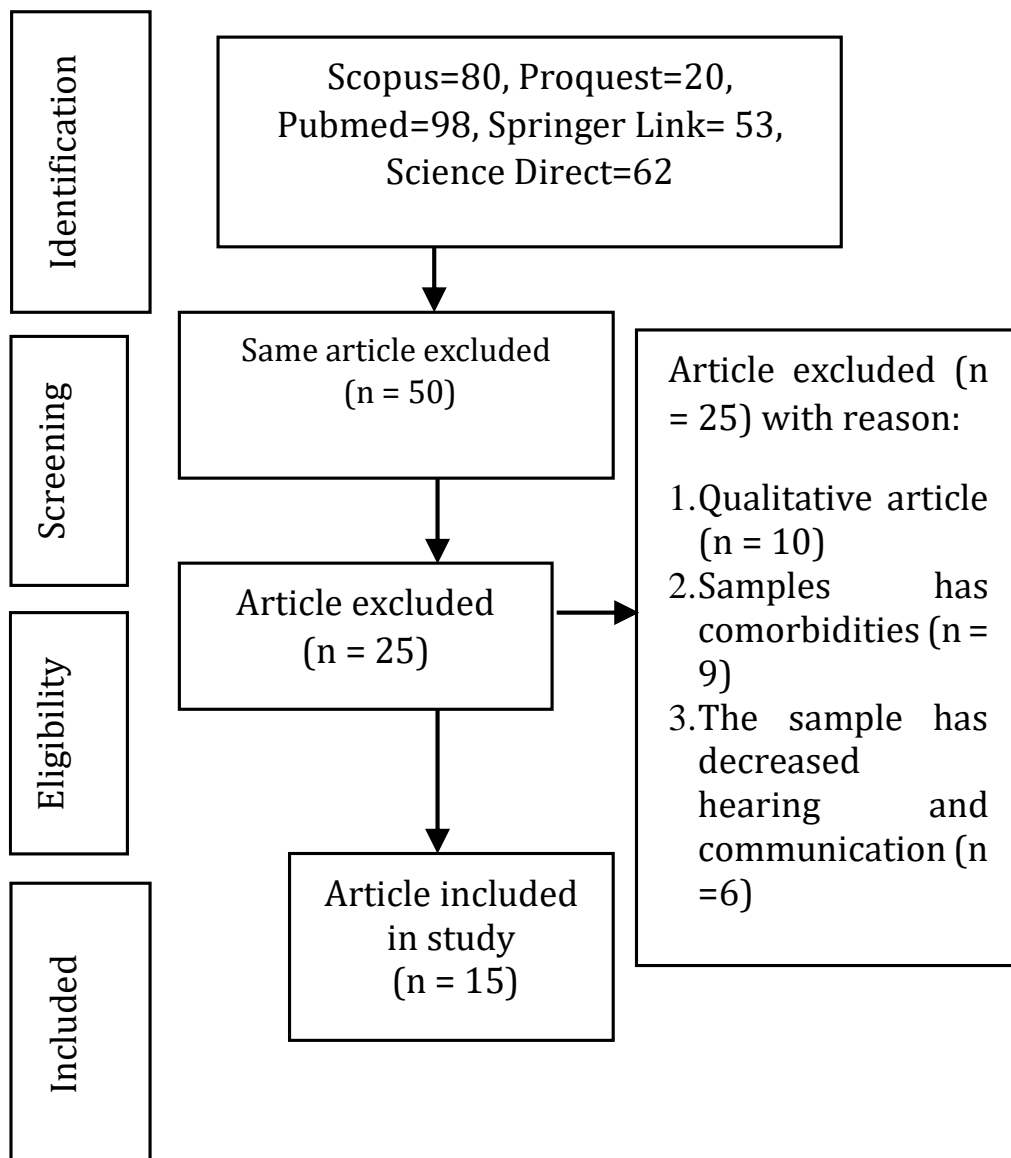 Identification
Scopus=80, Proquest=20,
Pubmed=98, Springer Link= 53,
Science Direct=62
Screening
Same article excluded
(n = 50)
Article excluded (n
= 25) with reason:
1.Qualitative article
(n = 10)
2.Samples has
comorbidities (n =
9)
3.The sample has
decreased
hearing and
communication (n
=6)
Eligibility
Article excluded
(n = 25)
Included
Article included
in study
(n = 15)